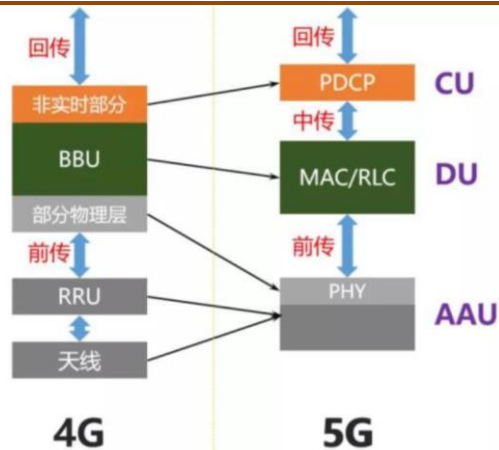 回传
非实时部分
BBU
部分物理层
前传
RRU
天线
4G
回传
PDCP
CU
中传
MAC/RLC
DU
前传
PHY
AAU
5G